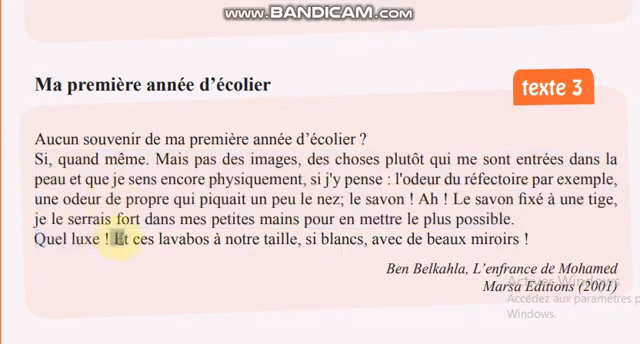 www.BANDICAM.com
Ma première année d'écolier
texte 3
Aucun souvenir de ma première année d'écolier ?
Si, quand même. Mais pas des images, des choses plutôt qui me sont entrées dans la
peau et que je sens encore physiquement, si j'y pense : l'odeur du réfectoire par exemple,
une odeur de propre qui piquait un peu le nez; le savon ! Ah ! Le savon fixé à une tige,
je le serrais fort dans mes petites mains pour en mettre le plus possible.
Quel luxe ! Et ces lavabos à notre taille, si blancs, avec de beaux miroirs !
Ben Belkahla, L'enfrance de Mohamed
Marsa Editions (2001)
Activer Windows
Accédez aux paramètres p
Windows.